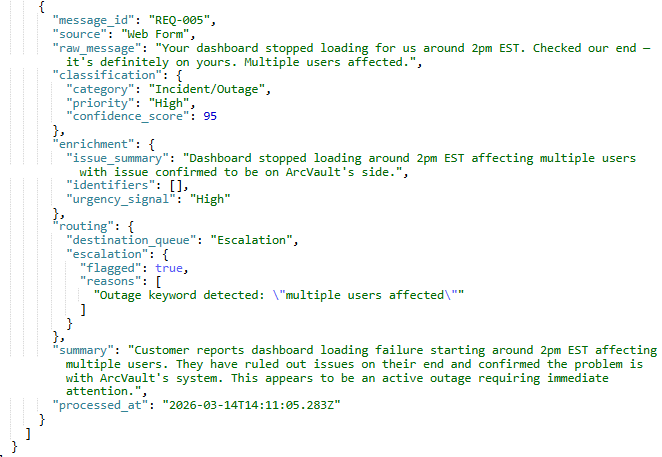 {
"message_id": "REQ-005",
"source": "Web Form",
"raw_message": "Your dashboard stopped loading for us around 2pm EST. Checked our end —
it's definitely on yours. Multiple users affected.",
"classification": {
"category": "Incident/Outage",
"priority": "High",
"confidence_score": 95
},
"enrichment": {
"issue_summary": "Dashboard stopped loading around 2pm EST affecting multiple users
with issue confirmed to be on ArcVault's side.",
"identifiers": [],
"urgency_signal": "High"
},
"routing": {
"destination_queue": "Escalation",
"escalation": {
"flagged": true,
"reasons": [
"Outage keyword detected: \"multiple users affected\""
]
}
},
"summary": "Customer reports dashboard loading failure starting around 2pm EST affecting
multiple users. They have ruled out issues on their end and confirmed the problem is
with ArcVault's system. This appears to be an active outage requiring immediate
attention.",
"processed_at": "2026-03-14T14:11:05.283Z"
}
]
}